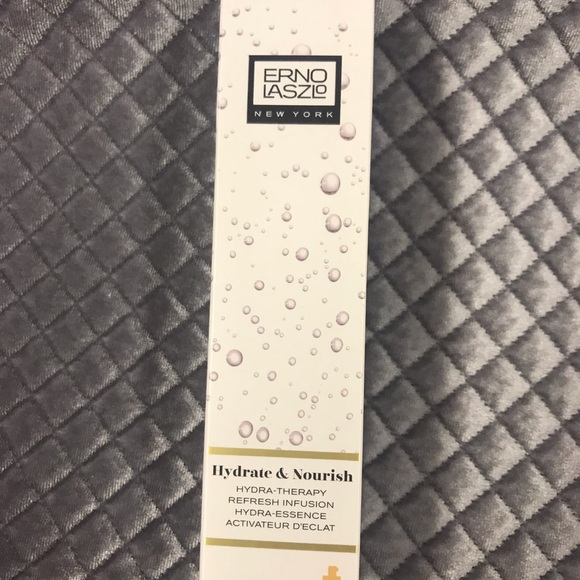 ERNO
LASZLO
NEW YORK
Hydrate & Nourish
HYDRA-THERAPY
REFRESH INFUSION
HYDRA-ESSENCE
ACTIVATEUR D'ECLAT